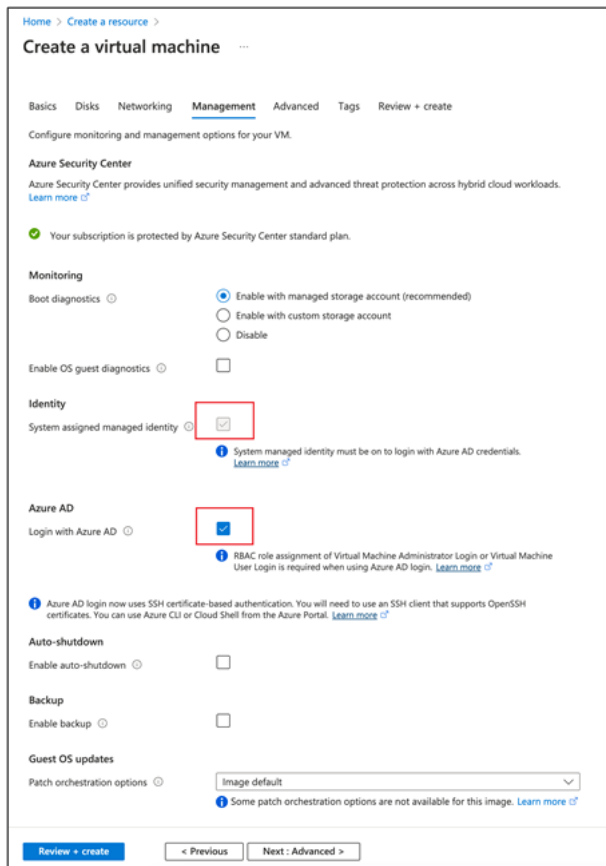 Home > Create a resource >
Create a virtual machine ...
Basics Disks Networking Management Advanced Tags Review + create
Configure monitoring and management options for your VM.
Azure Security Center
Azure Security Center provides unified security management and advanced threat protection across hybrid cloud workloads.
Learn more
Your subscription is protected by Azure Security Center standard plan.
Monitoring
Boot diagnostics
Enable with managed storage account (recommended)
Enable with custom storage account
Disable
Enable OS guest diagnostics
Identity
System assigned managed identity
System managed identity must be on to login with Azure AD credentials.
Learn more
Azure AD
Login with Azure AD
RBAC role assignment of Virtual Machine Administrator Login or Virtual Machine
User Login is required when using Azure AD login. Learn more
Azure AD login now uses SSH certificate-based authentication. You will need to use an SSH client that supports OpenSSH
certificates. You can use Azure CLI or Cloud Shell from the Azure Portal. Learn more
Auto-shutdown
Enable auto-shutdown
Backup
Enable backup
Guest OS updates
Patch orchestration options
Image default
Some patch orchestration options are not available for this image. Learn more
Review + create < Previous Next : Advanced >